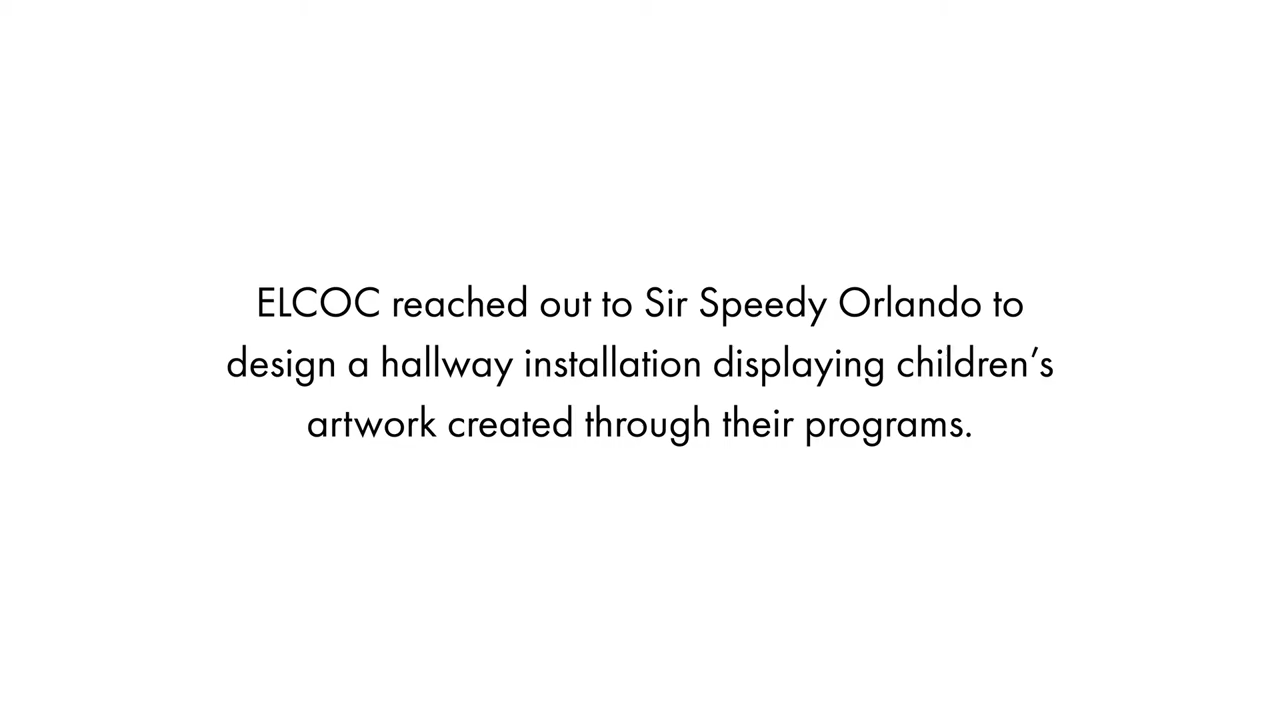 ELCOC reached out to Sir Speedy Orlando to
design a hallway installation displaying children’s
artwork created through their programs.